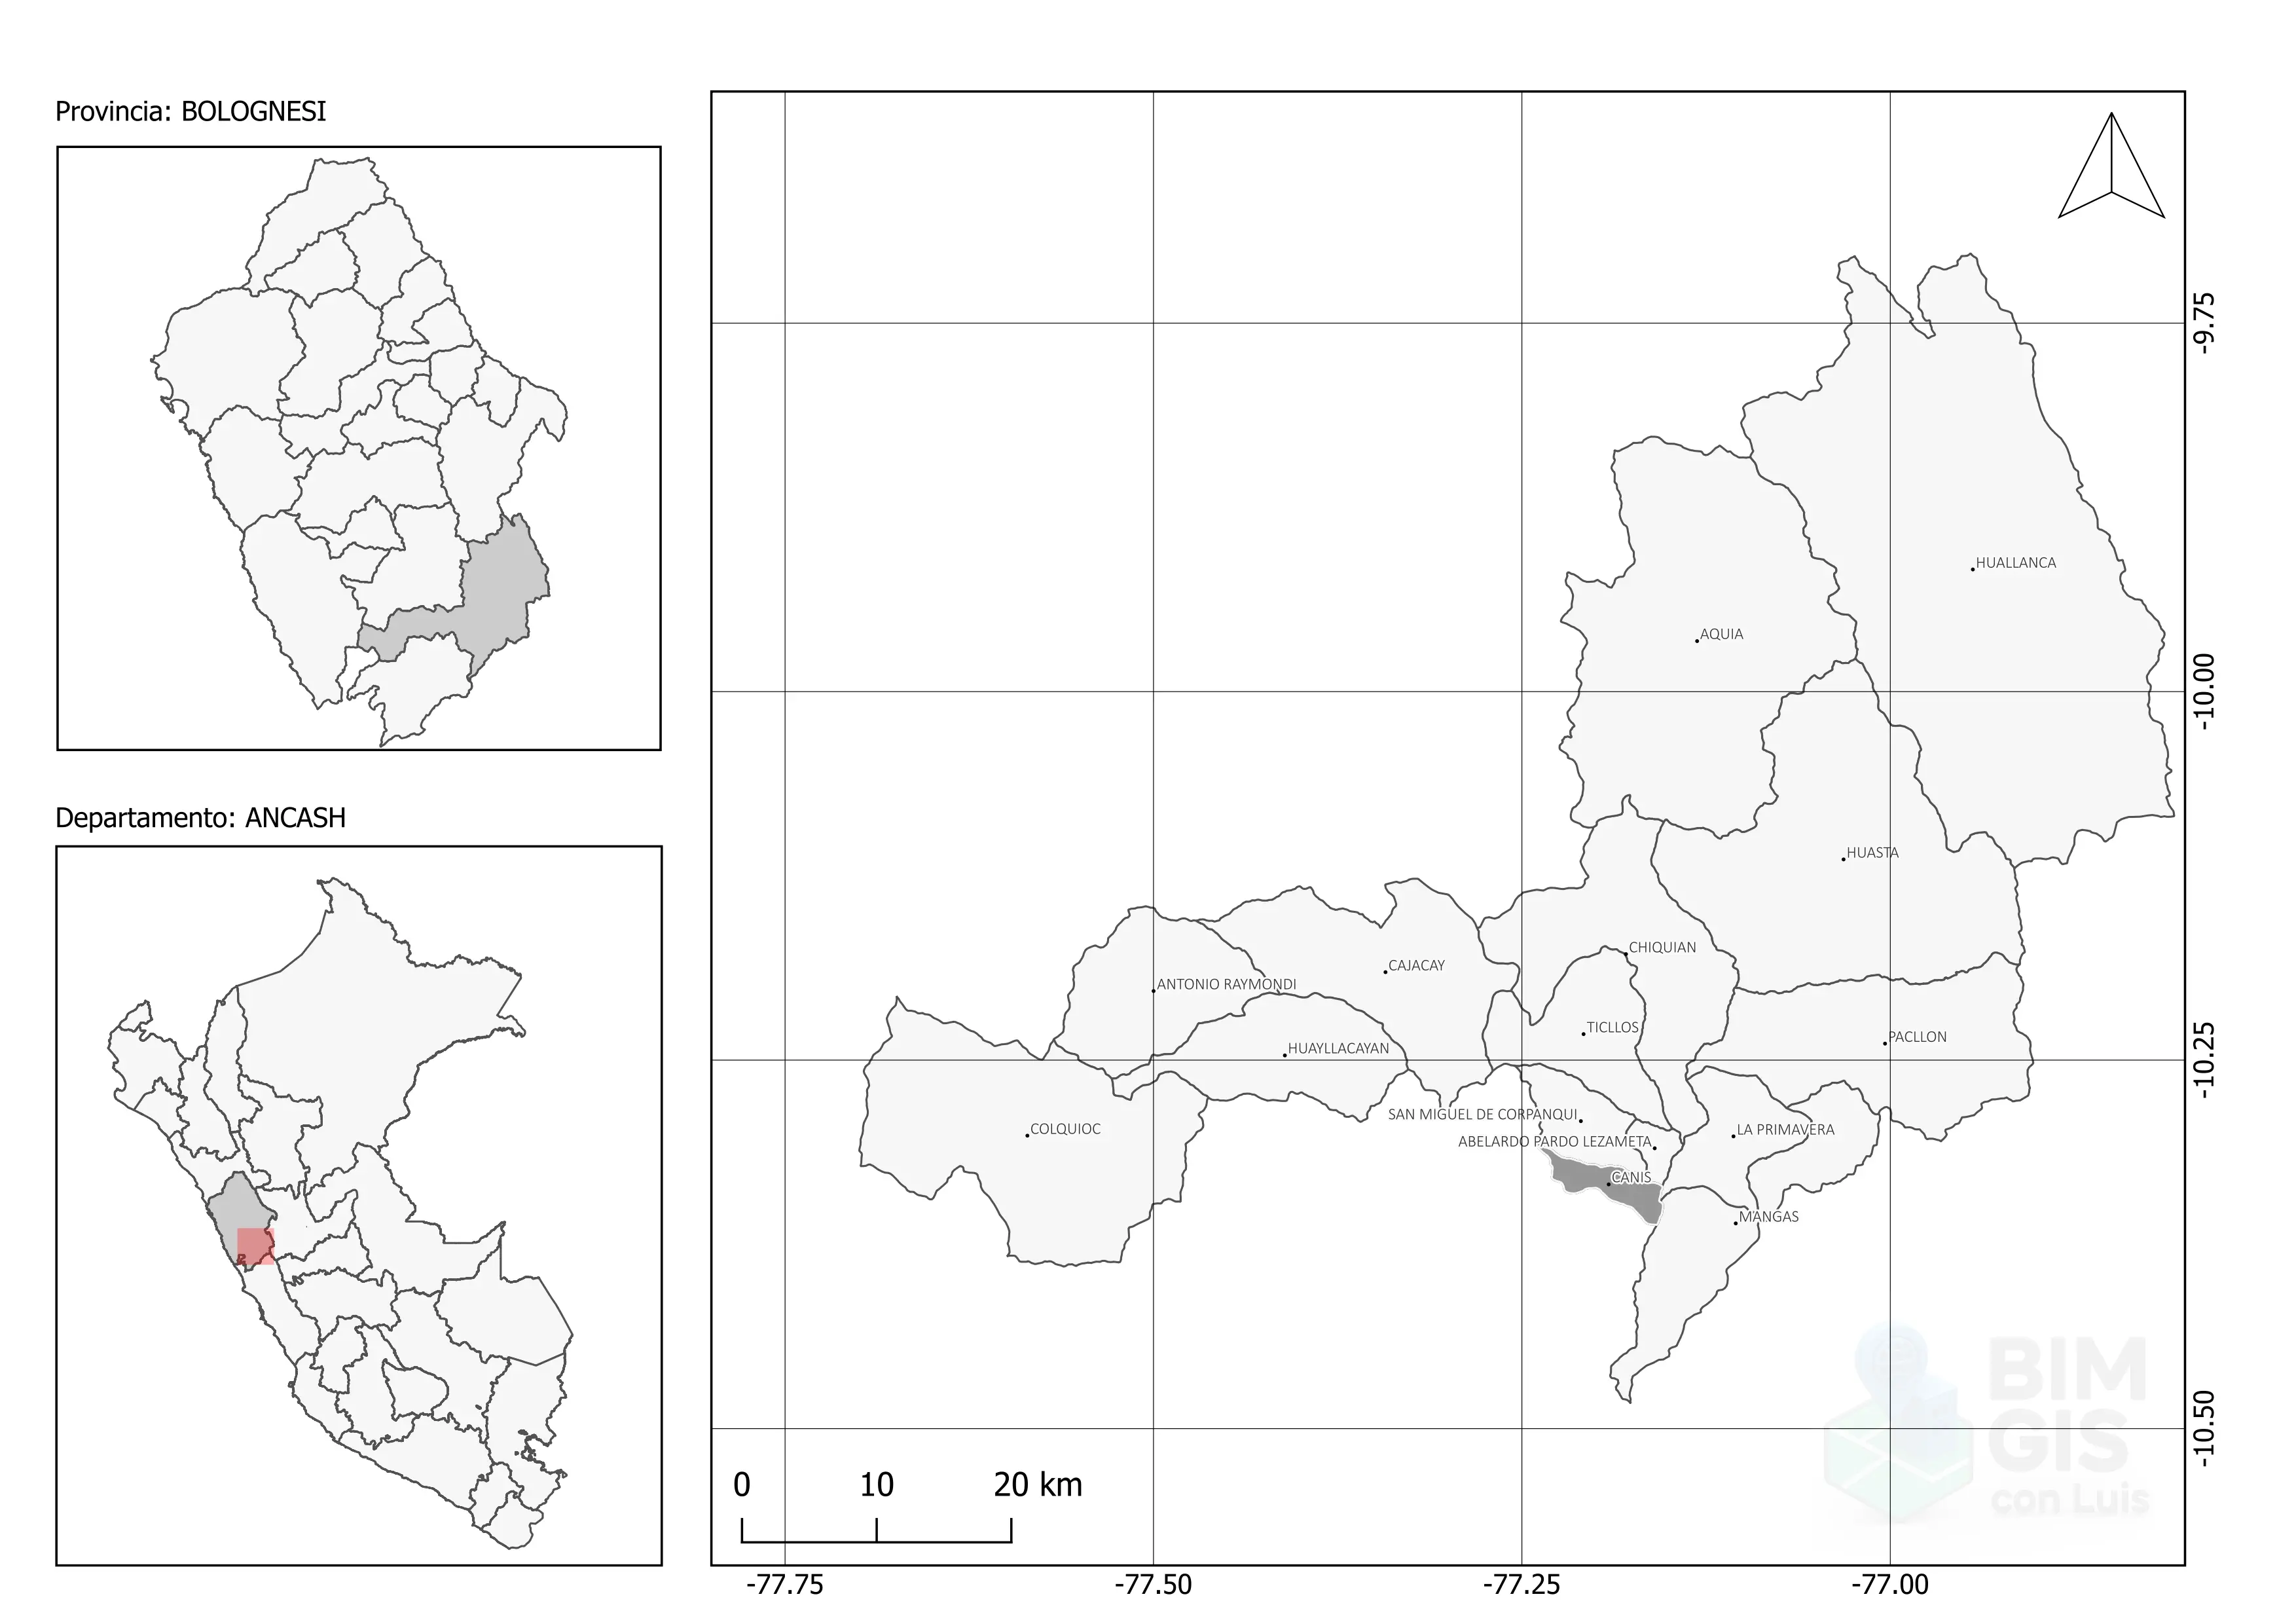 Provincia: BOLOGNESI
Departamento: ANCASH
HUALLANCA
AQUIA
HUASTA
CHIQUIAN
CAJACAY
ANTONIO RAYMONDI
TICLLOS
PACLLON
HUAYLLACAYAN
SAN MIGUEL DE CORPANQUI
COLQUIOC
LA PRIMAVERA
ABELARDO PARDO LEZAMETA
CANIS
MANGAS
-9.75
-10.00
-10.25
-10.50
BIM
GIS
con Luis
0 10 20 km
-77.75 -77.50 -77.25 -77.00